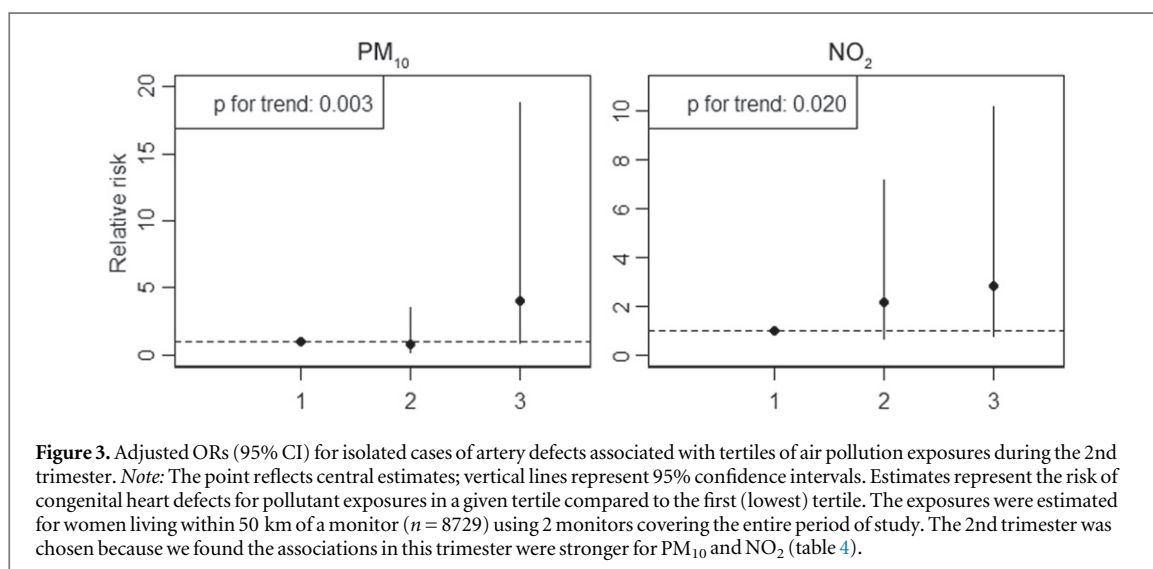 PM10
NO2
p for trend: 0.003
p for trend: 0.020
Relative risk
20
15
10
5
0
10
8
6
4
2
0
1 2 3
1 2 3
Figure 3. Adjusted ORs (95% CI) for isolated cases of artery defects associated with tertiles of air pollution exposures during the 2nd
trimester. Note: The point reflects central estimates; vertical lines represent 95% confidence intervals. Estimates represent the risk of
congenital heart defects for pollutant exposures in a given tertile compared to the first (lowest) tertile. The exposures were estimated
for women living within 50 km of a monitor (n = 8729) using 2 monitors covering the entire period of study. The 2nd trimester was
chosen because we found the associations in this trimester were stronger for PM10 and NO2 (table 4).